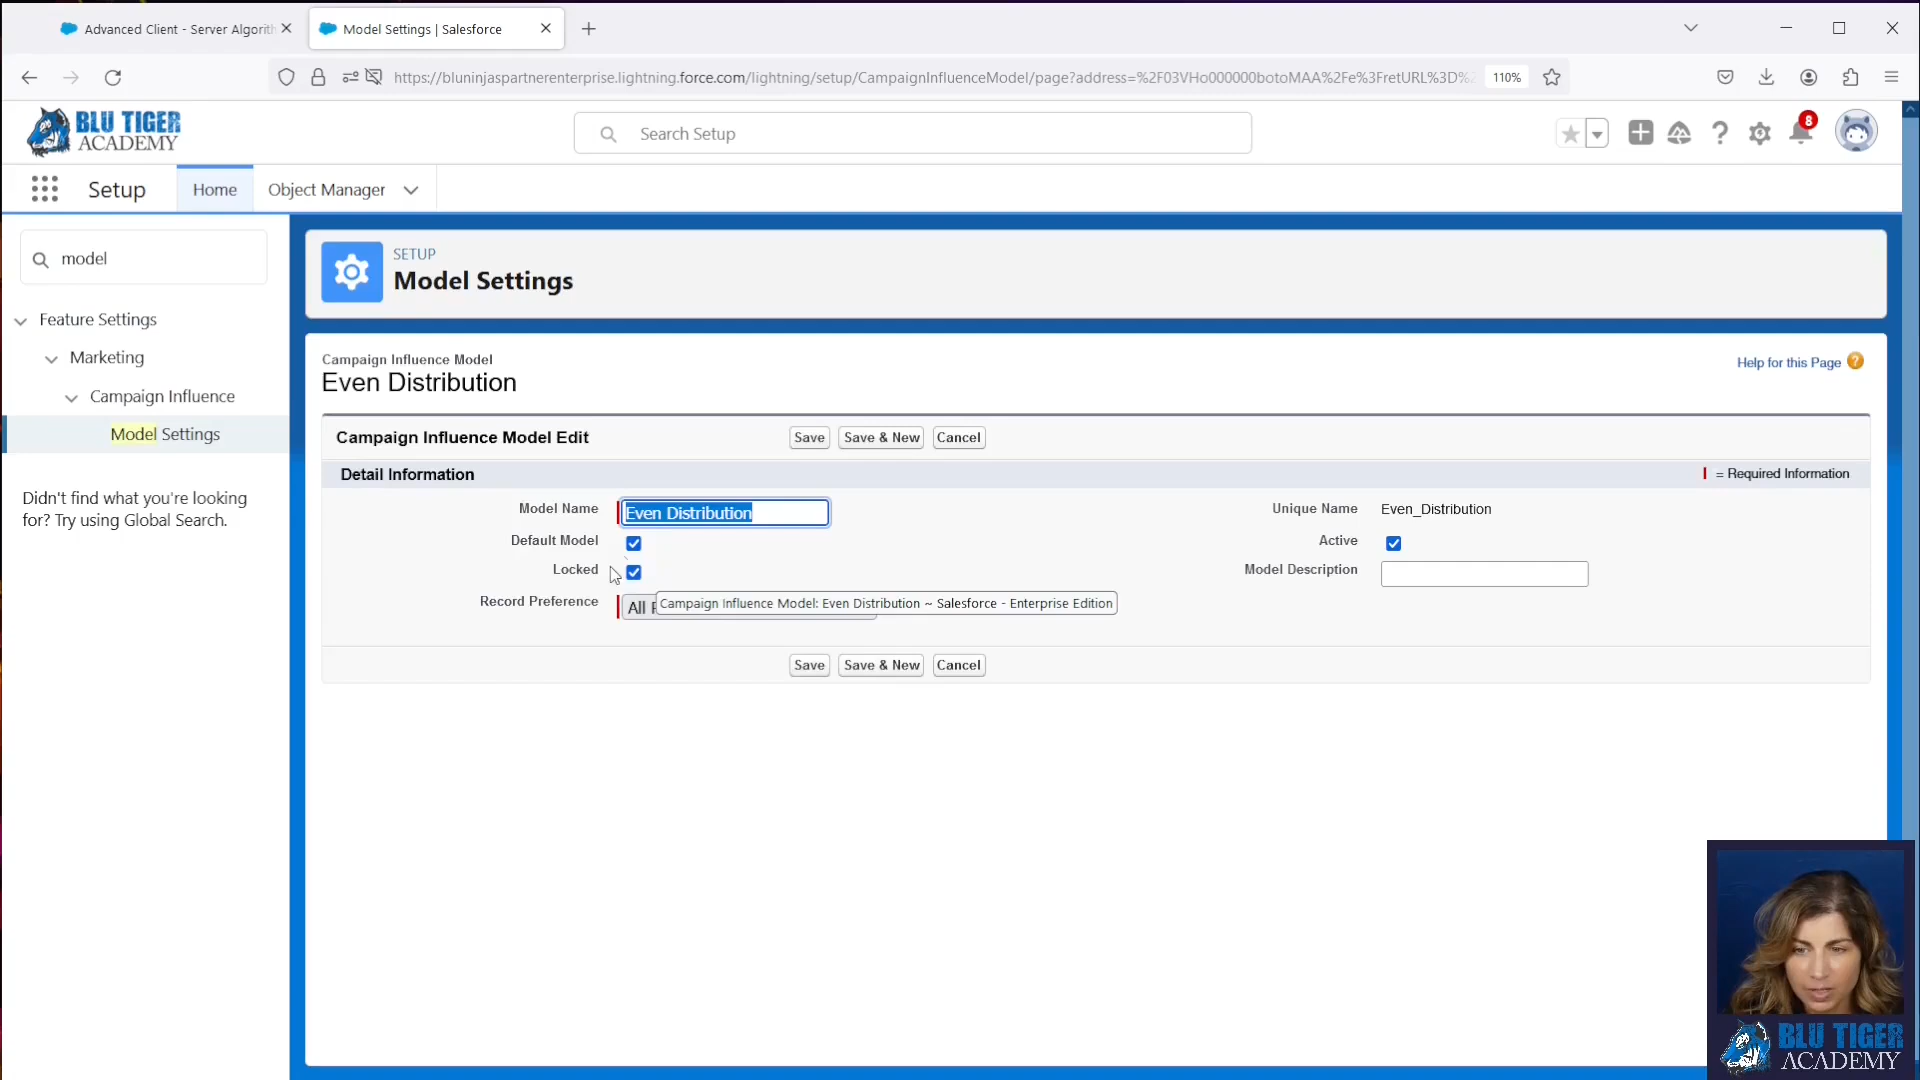 Advanced Client - Server Algorith
Model Settings | Salesforce
https://bluninjaspartnerenterprise.lightning.force.com/lightning/setup/CampaignInfluenceModel/page?address=%2F03VHo000000botoMAA%2Fe%3FretURL%3D%2
110%
BLU TIGER
ACADEMY
Search Setup
8
Setup
Home
Object Manager
model
SETUP
Model Settings
Feature Settings
Marketing
Campaign Influence
Model Settings
Didn't find what you're looking
for? Try using Global Search.
Campaign Influence Model
Even Distribution
Help for this Page
Campaign Influence Model Edit
Save
Save & New
Cancel
Detail Information
= Required Information
Model Name
Even Distribution
Unique Name
Even_Distribution
Default Model
Active
Locked
Model Description
Record Preference
All
Campaign Influence Model: Even Distribution ~ Salesforce - Enterprise Edition
Save
Save & New
Cancel
BLU TIGER
ACADEMY